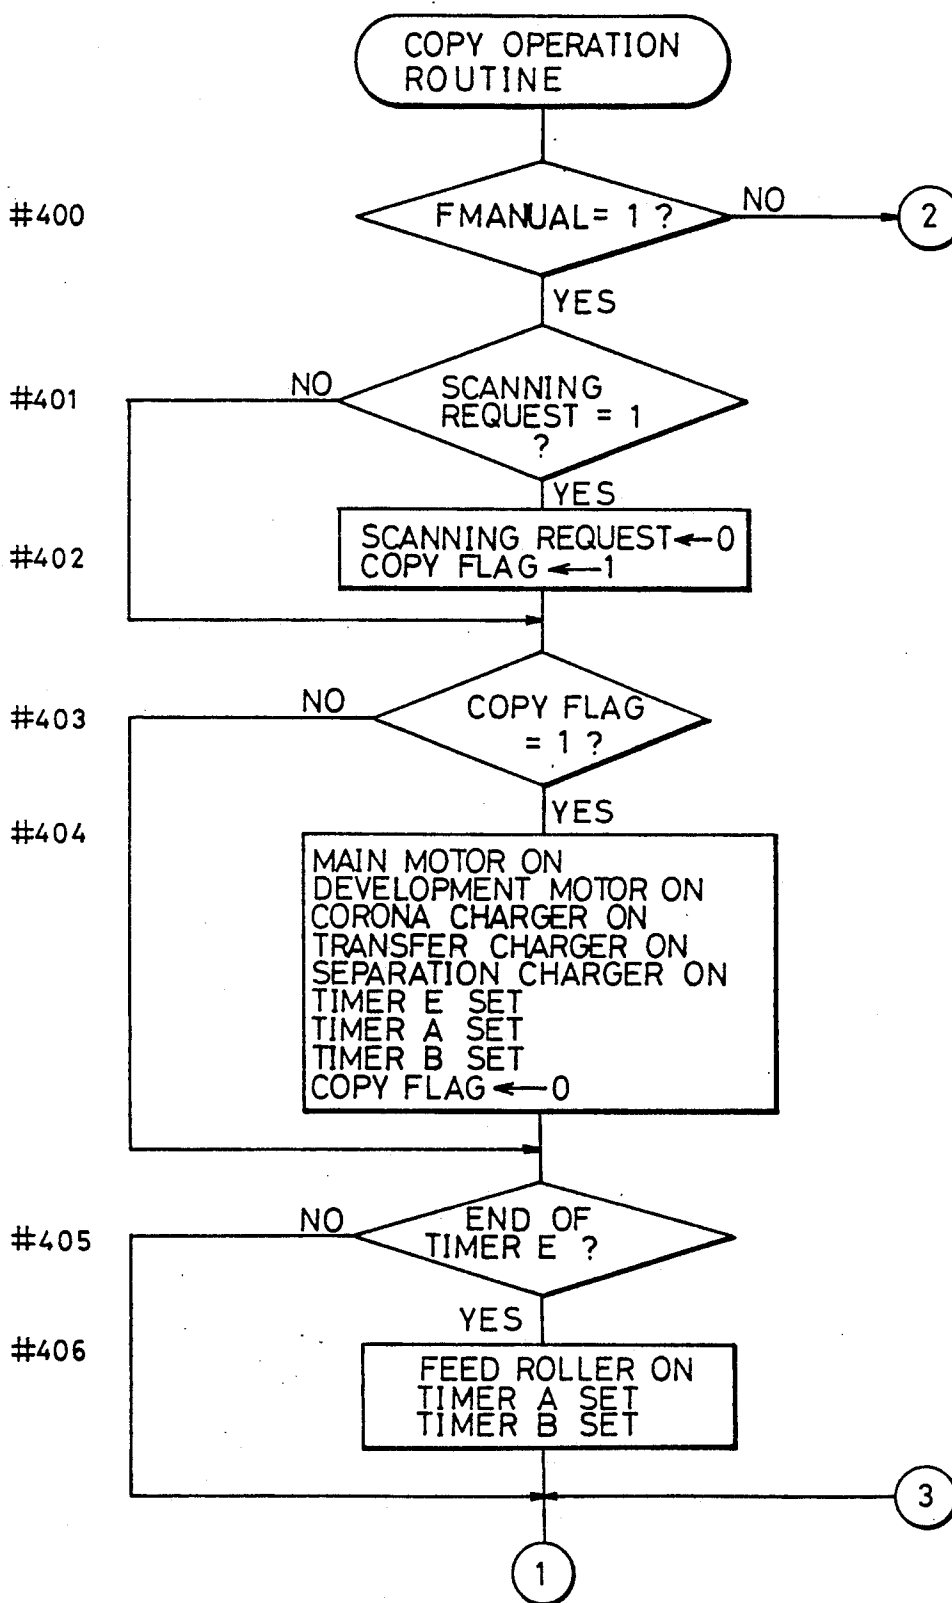 COPY OPERATION
ROUTINE
#400
FMANUAL = 1 ?
NO
2
YES
#401
NO
SCANNING
REQUEST = 1
?
YES
#402
SCANNING REQUEST ← 0
COPY FLAG ← 1
#403
NO
COPY FLAG
= 1 ?
YES
#404
MAIN MOTOR ON
DEVELOPMENT MOTOR ON
CORONA CHARGER ON
TRANSFER CHARGER ON
SEPARATION CHARGER ON
TIMER E SET
TIMER A SET
TIMER B SET
COPY FLAG ← 0
#405
NO
END OF
TIMER E ?
YES
#406
FEED ROLLER ON
TIMER A SET
TIMER B SET
3
1